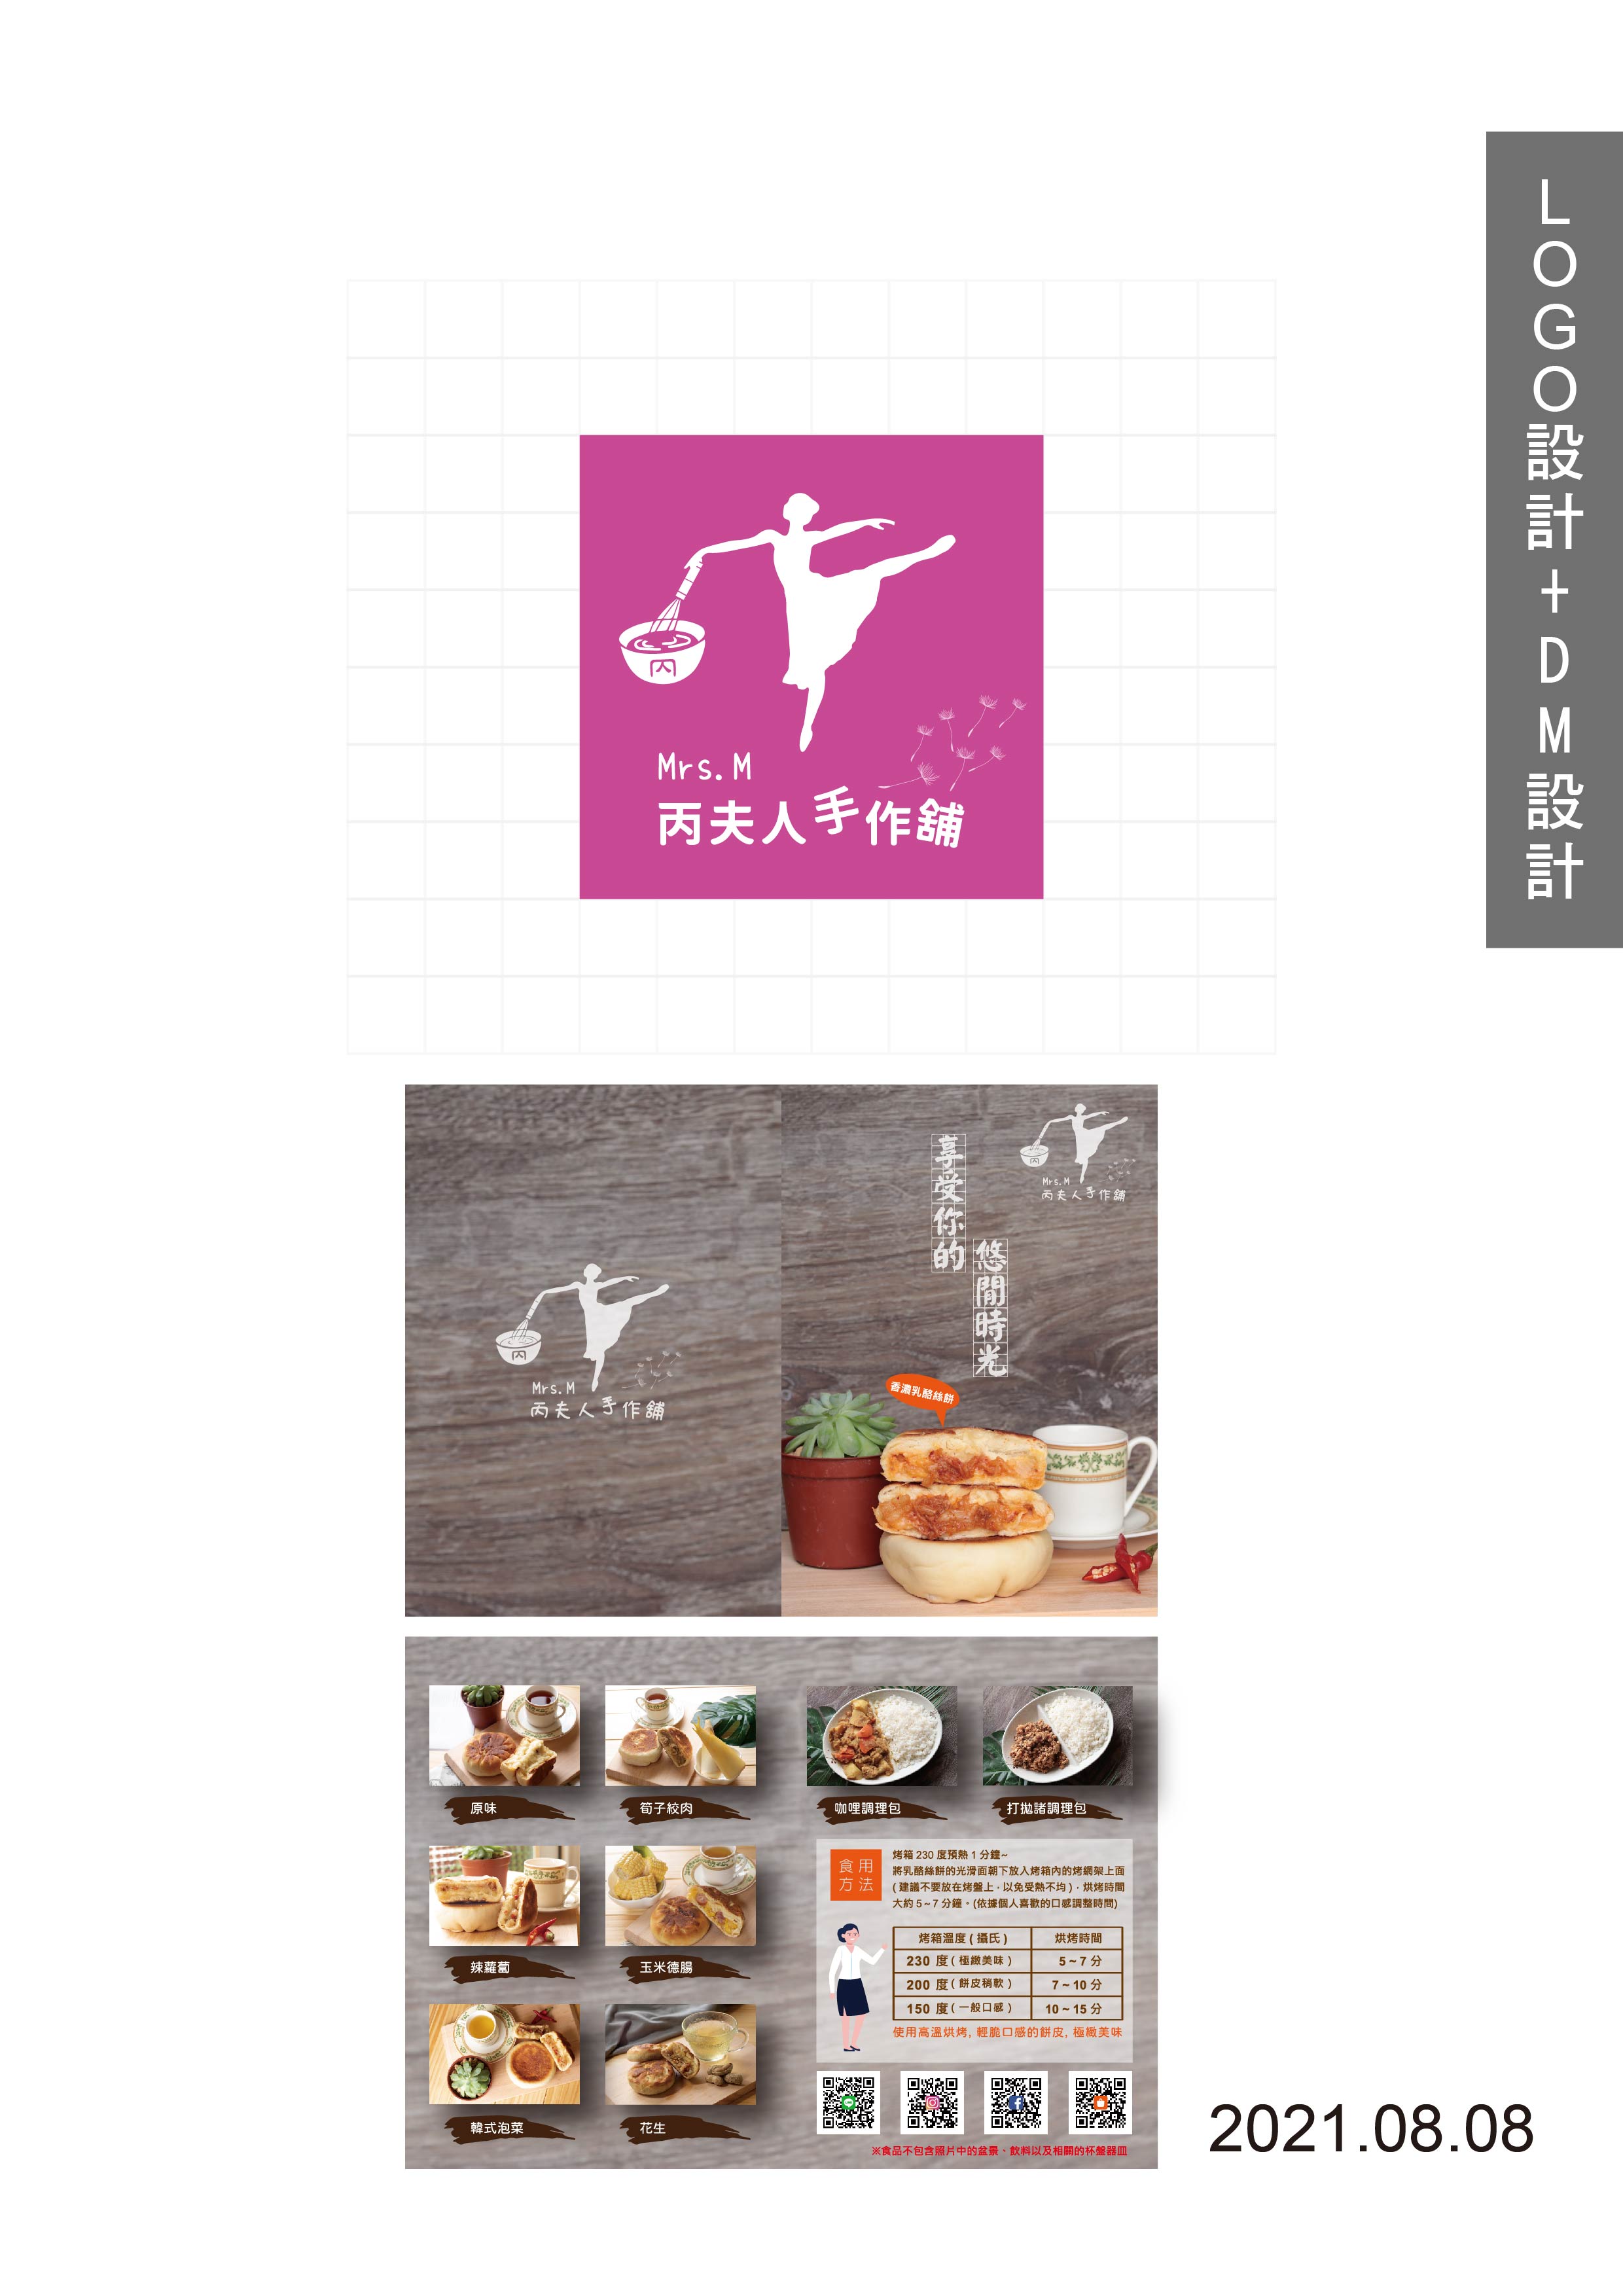 LOGO設計+DM設計
丙
Mrs. M
丙夫人手作舖
丙
Mrs. M
丙夫人手作舖
享受你的
悠閒時光
丙
Mrs. M
丙夫人手作舖
香濃乳酪絲餅
原味
筍子絞肉
咖哩調理包
打拋諸調理包
辣蘿蔔
玉米德腸
韓式泡菜
花生
食用
方法
烤箱 230 度預熱 1 分鐘~
將乳酪絲餅的光滑面朝下放入烤箱內的烤網架上面
( 建議不要放在烤盤上,以免受熱不均 ),烘烤時間
大約 5 ~ 7 分鐘。(依據個人喜歡的口感調整時間)
烤箱溫度 ( 攝氏 ) 烘烤時間
230 度 ( 極緻美味 ) 5 ~ 7 分
200 度 ( 餅皮稍軟 ) 7 ~ 10 分
150 度 ( 一般口感 ) 10 ~ 15 分
使用高溫烘烤, 輕脆口感的餅皮, 極緻美味
※食品不包含照片中的盆景、飲料以及相關的杯盤器皿
2021.08.08